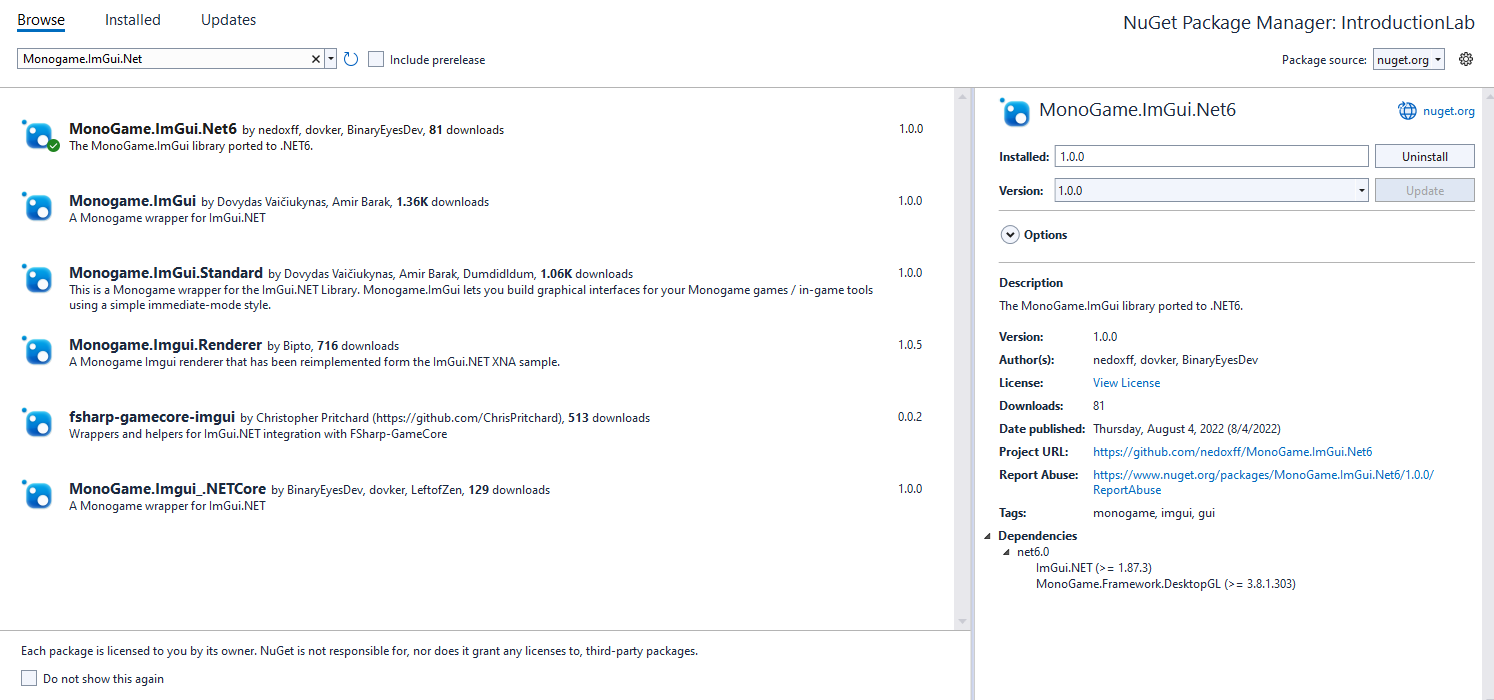 Browse Installed Updates
NuGet Package Manager: IntroductionLab
Monogame.ImGui.Net
Include prerelease
Package source: nuget.org
MonoGame.ImGui.Net6 by nedoxff, dovker, BinaryEyesDev, 81 downloads 1.0.0
The MonoGame.ImGui library ported to .NET6.
Monogame.ImGui by Dovydas Vaičiukynas, Amir Barak, 1.36K downloads 1.0.0
A Monogame wrapper for ImGui.NET
Monogame.ImGui.Standard by Dovydas Vaičiukynas, Amir Barak, Dumdidldum, 1.06K downloads 1.0.0
This is a Monogame wrapper for the ImGui.NET Library. Monogame.ImGui lets you build graphical interfaces for your Monogame games / in-game tools
using a simple immediate-mode style.
Monogame.Imgui.Renderer by Bipto, 716 downloads 1.0.5
A Monogame Imgui renderer that has been reimplemented form the ImGui.NET XNA sample.
fsharp-gamecore-imgui by Christopher Pritchard (https://github.com/ChrisPritchard), 513 downloads 0.0.2
Wrappers and helpers for ImGui.NET integration with FSharp-GameCore
MonoGame.Imgui_.NETCore by BinaryEyesDev, dovker, LeftofZen, 129 downloads 1.0.0
A Monogame wrapper for ImGui.NET
Each package is licensed to you by its owner. NuGet is not responsible for, nor does it grant any licenses to, third-party packages.
Do not show this again
MonoGame.ImGui.Net6 nuget.org
Installed: 1.0.0 Uninstall
Version: 1.0.0 Update
Options
Description
The MonoGame.ImGui library ported to .NET6.
Version: 1.0.0
Author(s): nedoxff, dovker, BinaryEyesDev
License: View License
Downloads: 81
Date published: Thursday, August 4, 2022 (8/4/2022)
Project URL: https://github.com/nedoxff/MonoGame.ImGui.Net6
Report Abuse: https://www.nuget.org/packages/MonoGame.ImGui.Net6/1.0.0/
ReportAbuse
Tags: monogame, imgui, gui
Dependencies
net6.0
ImGui.NET (>= 1.87.3)
MonoGame.Framework.DesktopGL (>= 3.8.1.303)